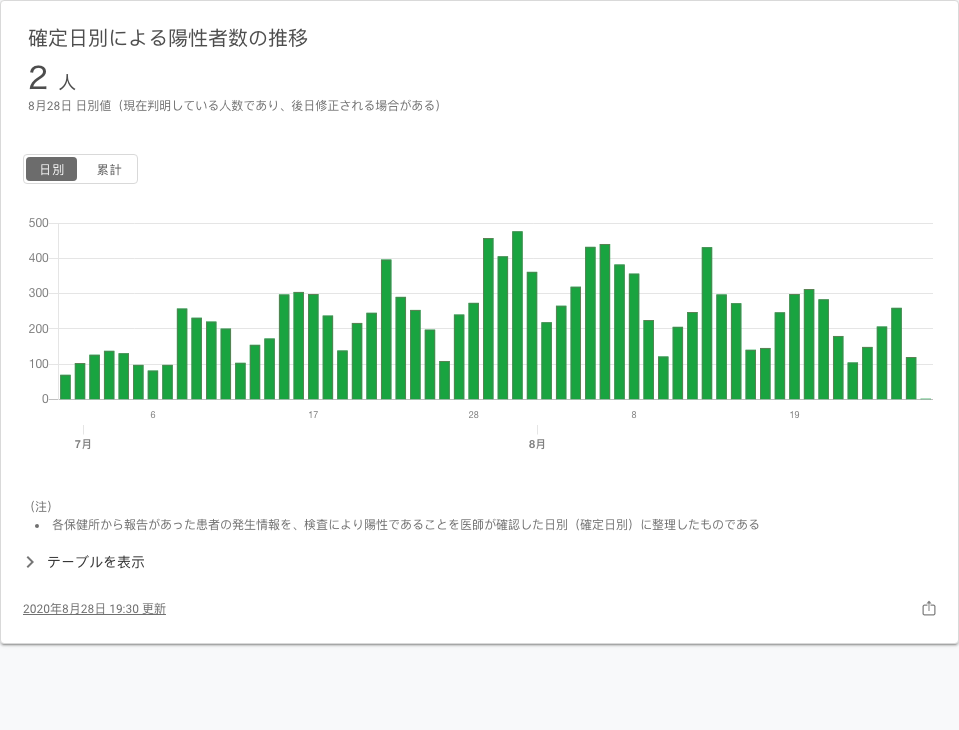 確定日別による陽性者数の推移
2 人
8月28日 日別値（現在判明している人数であり、後日修正される場合がある）
日別 累計
500
400
300
200
100
0
6 17 28 8 19
7月 8月
（注）
• 各保健所から報告があった患者の発生情報を、検査により陽性であることを医師が確認した日別（確定日別）に整理したものである
テーブルを表示
2020年8月28日 19:30 更新